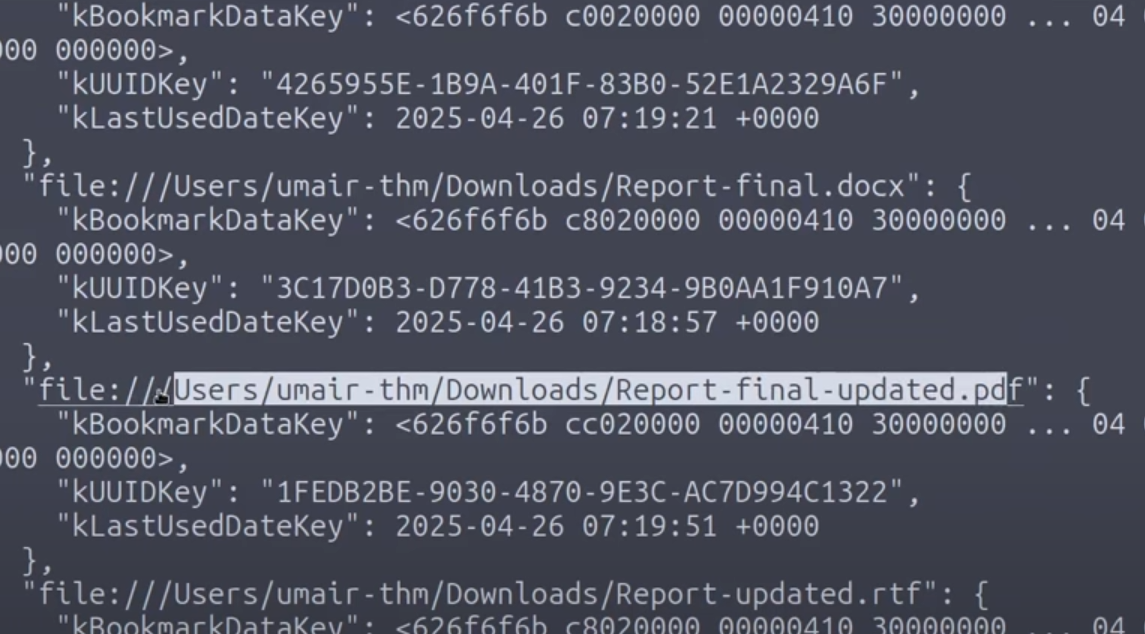 "kBookmarkDataKey": <626f6f6b c0020000 00000410 30000000 ... 04
00 000000>,
"kUUIDKey": "4265955E-1B9A-401F-83B0-52E1A2329A6F",
"kLastUsedDateKey": 2025-04-26 07:19:21 +0000
},
"file:///Users/umair-thm/Downloads/Report-final.docx": {
"kBookmarkDataKey": <626f6f6b c8020000 00000410 30000000 ... 04
00 000000>,
"kUUIDKey": "3C17D0B3-D778-41B3-9234-9B0AA1F910A7",
"kLastUsedDateKey": 2025-04-26 07:18:57 +0000
},
"file:///Users/umair-thm/Downloads/Report-final-updated.pdf": {
"kBookmarkDataKey": <626f6f6b cc020000 00000410 30000000 ... 04
00 000000>,
"kUUIDKey": "1FEDB2BE-9030-4870-9E3C-AC7D994C1322",
"kLastUsedDateKey": 2025-04-26 07:19:51 +0000
},
"file:///Users/umair-thm/Downloads/Report-updated.rtf": {
"kBookmarkDataKey": <626f6f6b c8020000 00000410 30000000 ... 04